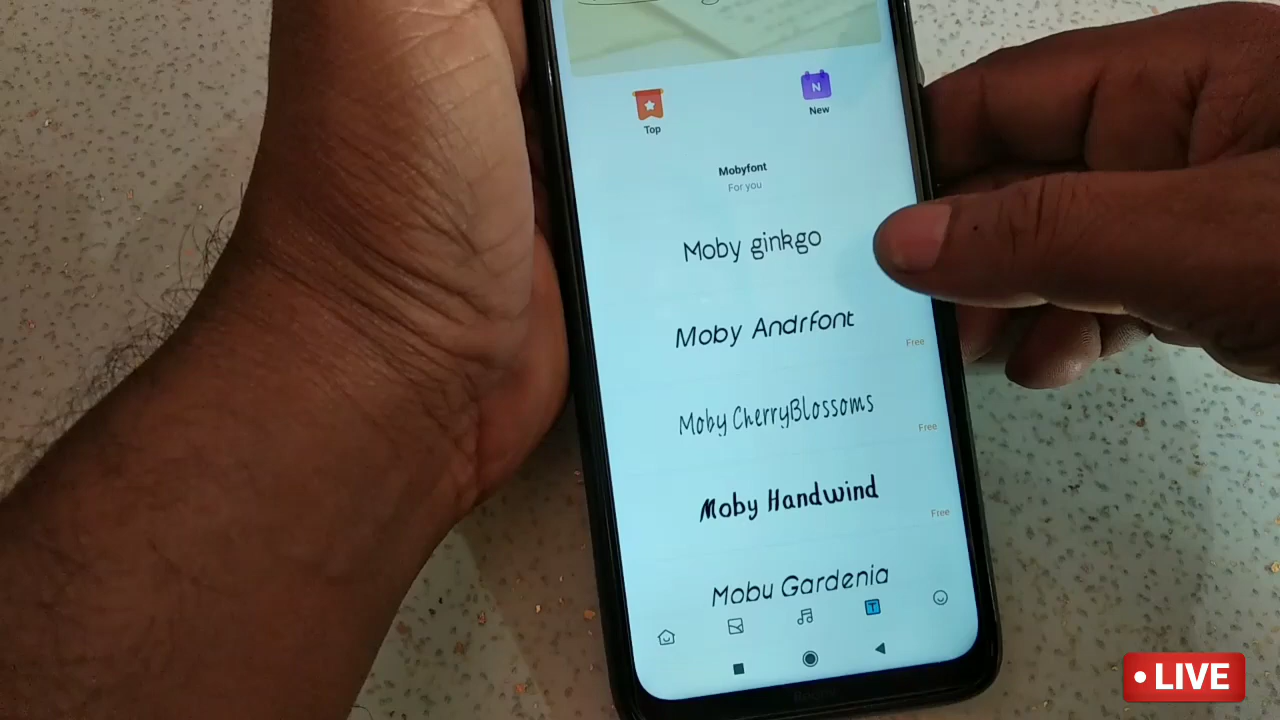 Top
N
New
Mobyfont
For you
Moby ginkgo
Moby Andrfont
Free
Moby CherryBlossoms
Free
Moby Handwind
Free
Mobu Gardenia
T
• LIVE